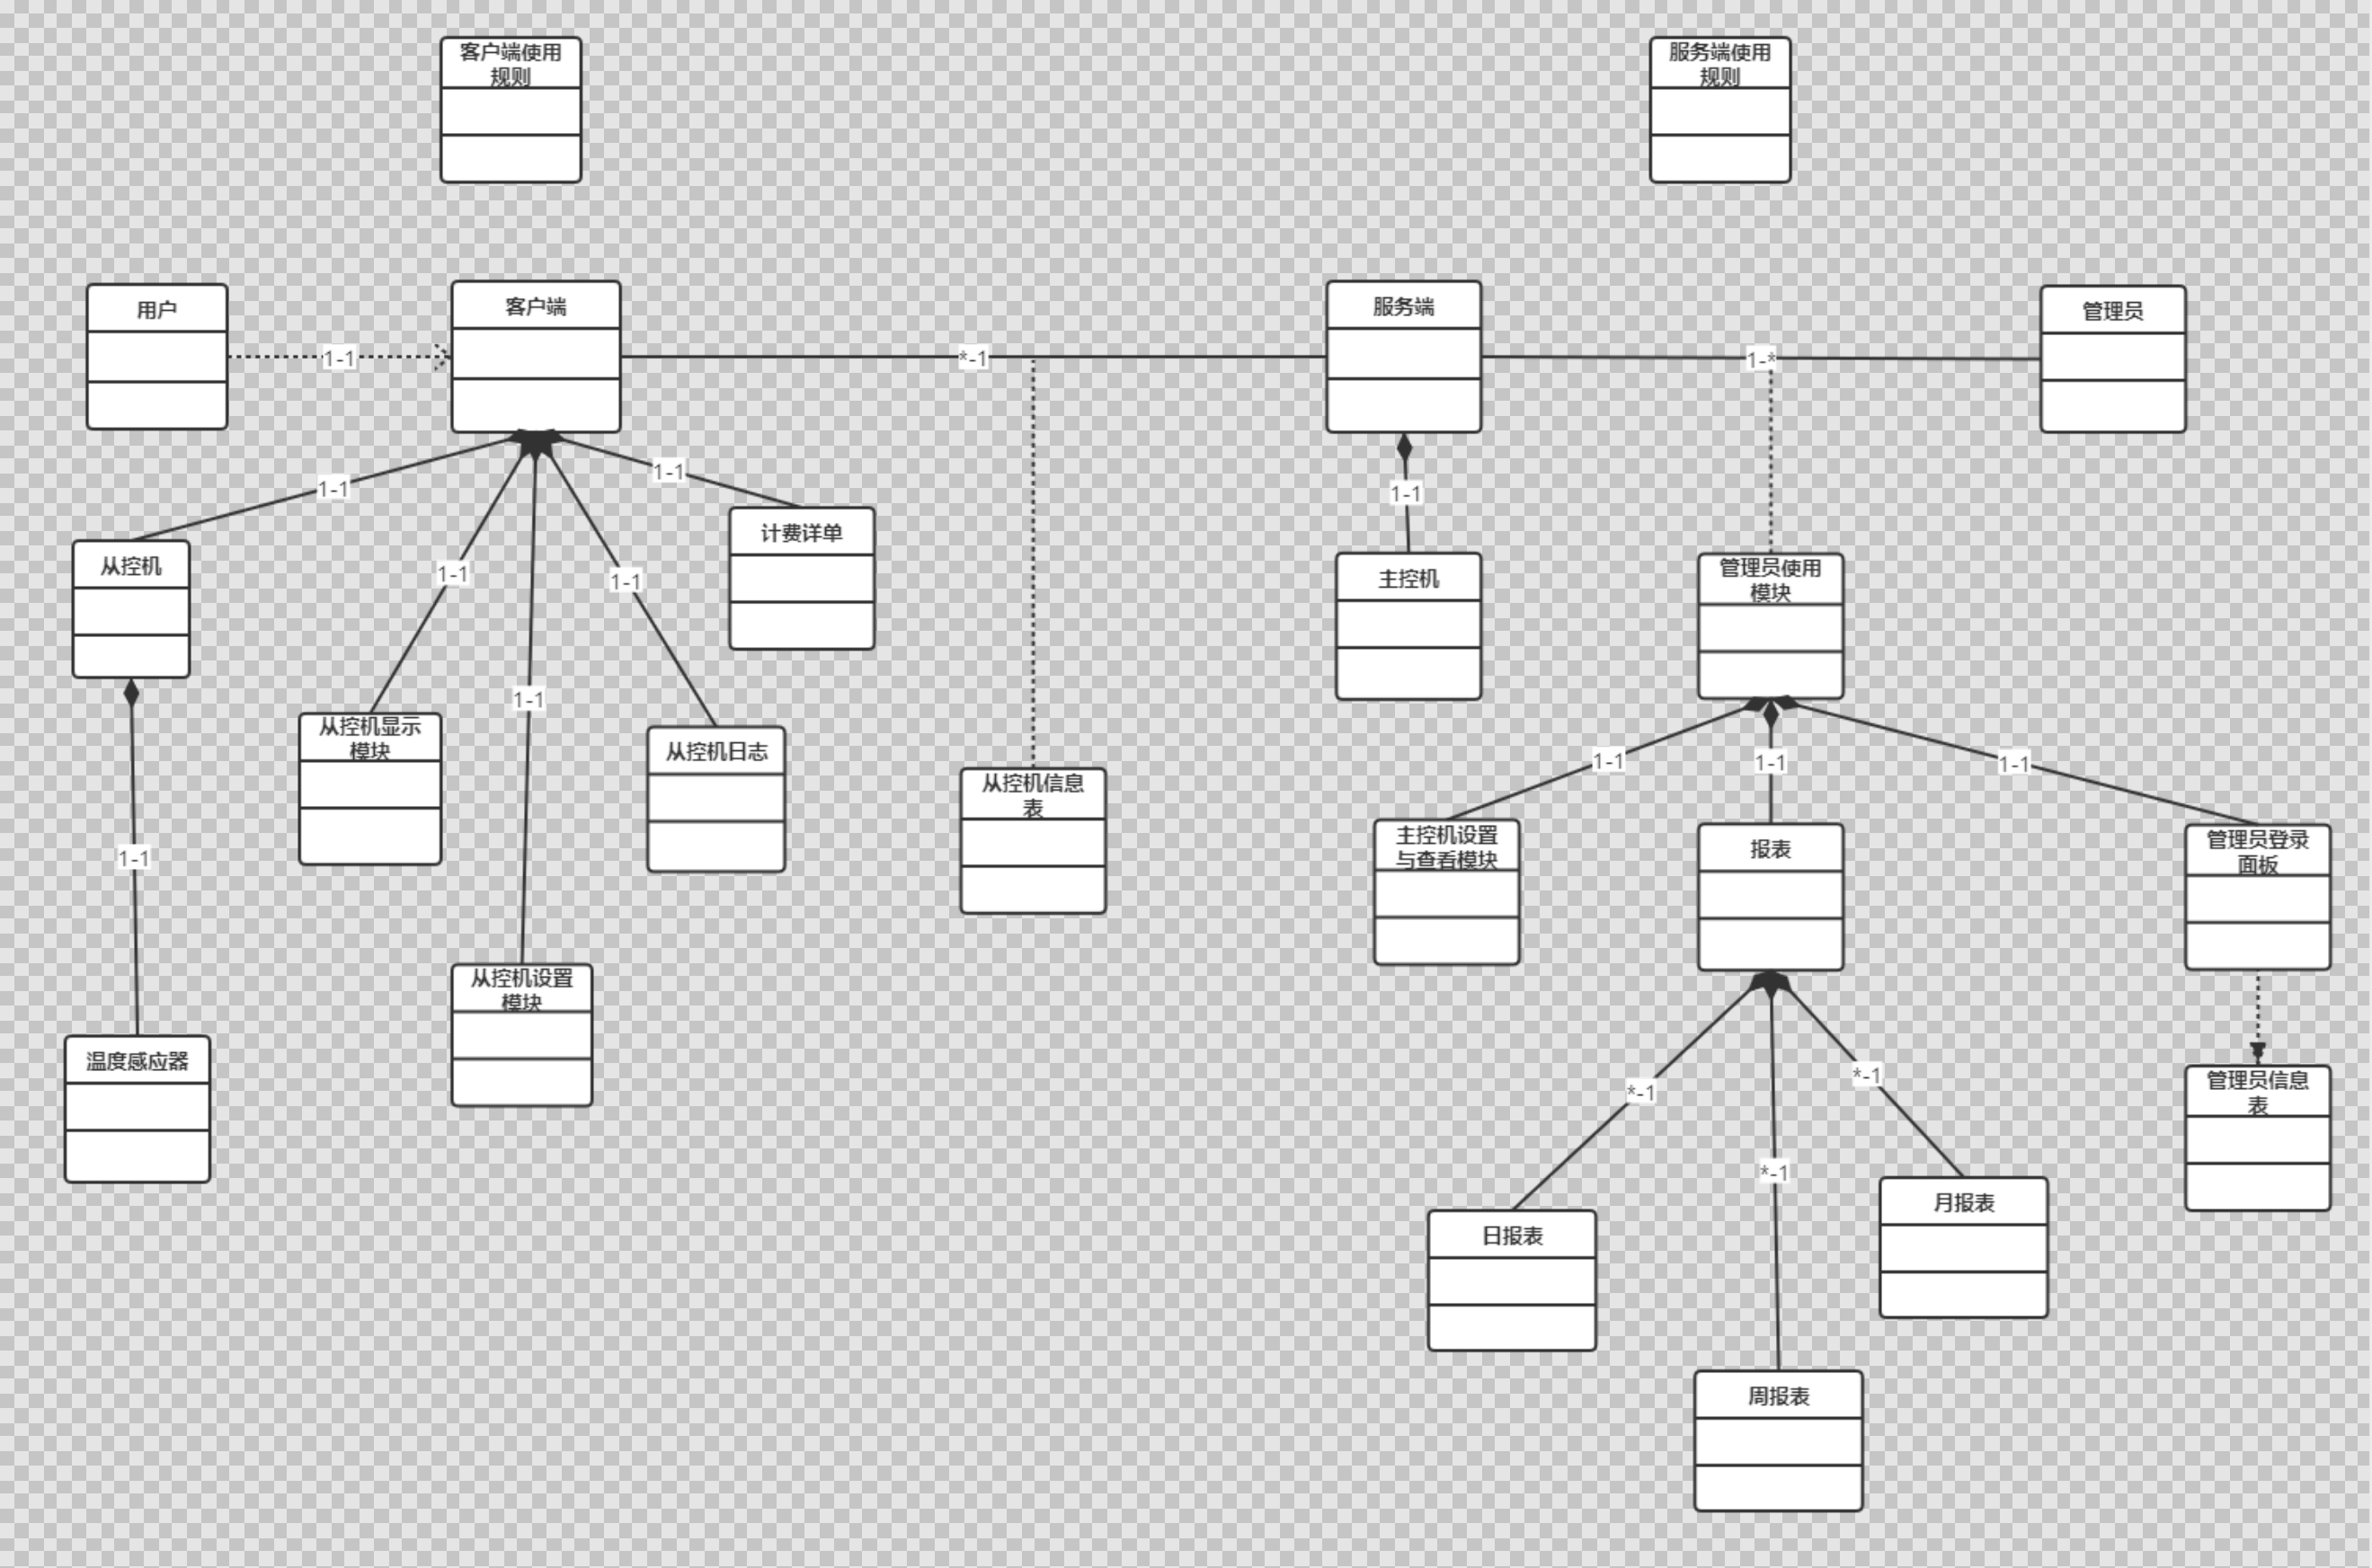 客户端使用
规则
服务端使用
规则
用户
1-1
客户端
*-1
服务端
1-*
管理员
1-1
1-1
1-1
计费详单
从控机
1-1
1-1
主控机
管理员使用
模块
1-1
从控机显示
模块
从控机日志
从控机信息
表
1-1
1-1
1-1
主控机设置
与查看模块
报表
管理员登录
面板
1-1
从控机设置
模块
温度感应器
*-1
*-1
管理员信息
表
*-1
日报表
月报表
周报表